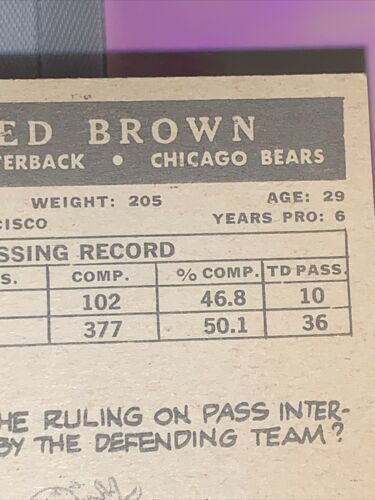 ED BROWN
TERBACK • CHICAGO BEARS
WEIGHT: 205 AGE: 29
CISCO YEARS PRO: 6
SSING RECORD
S. COMP. % COMP. TD PASS.
102 46.8 10
377 50.1 36
HE RULING ON PASS INTER-
BY THE DEFENDING TEAM?